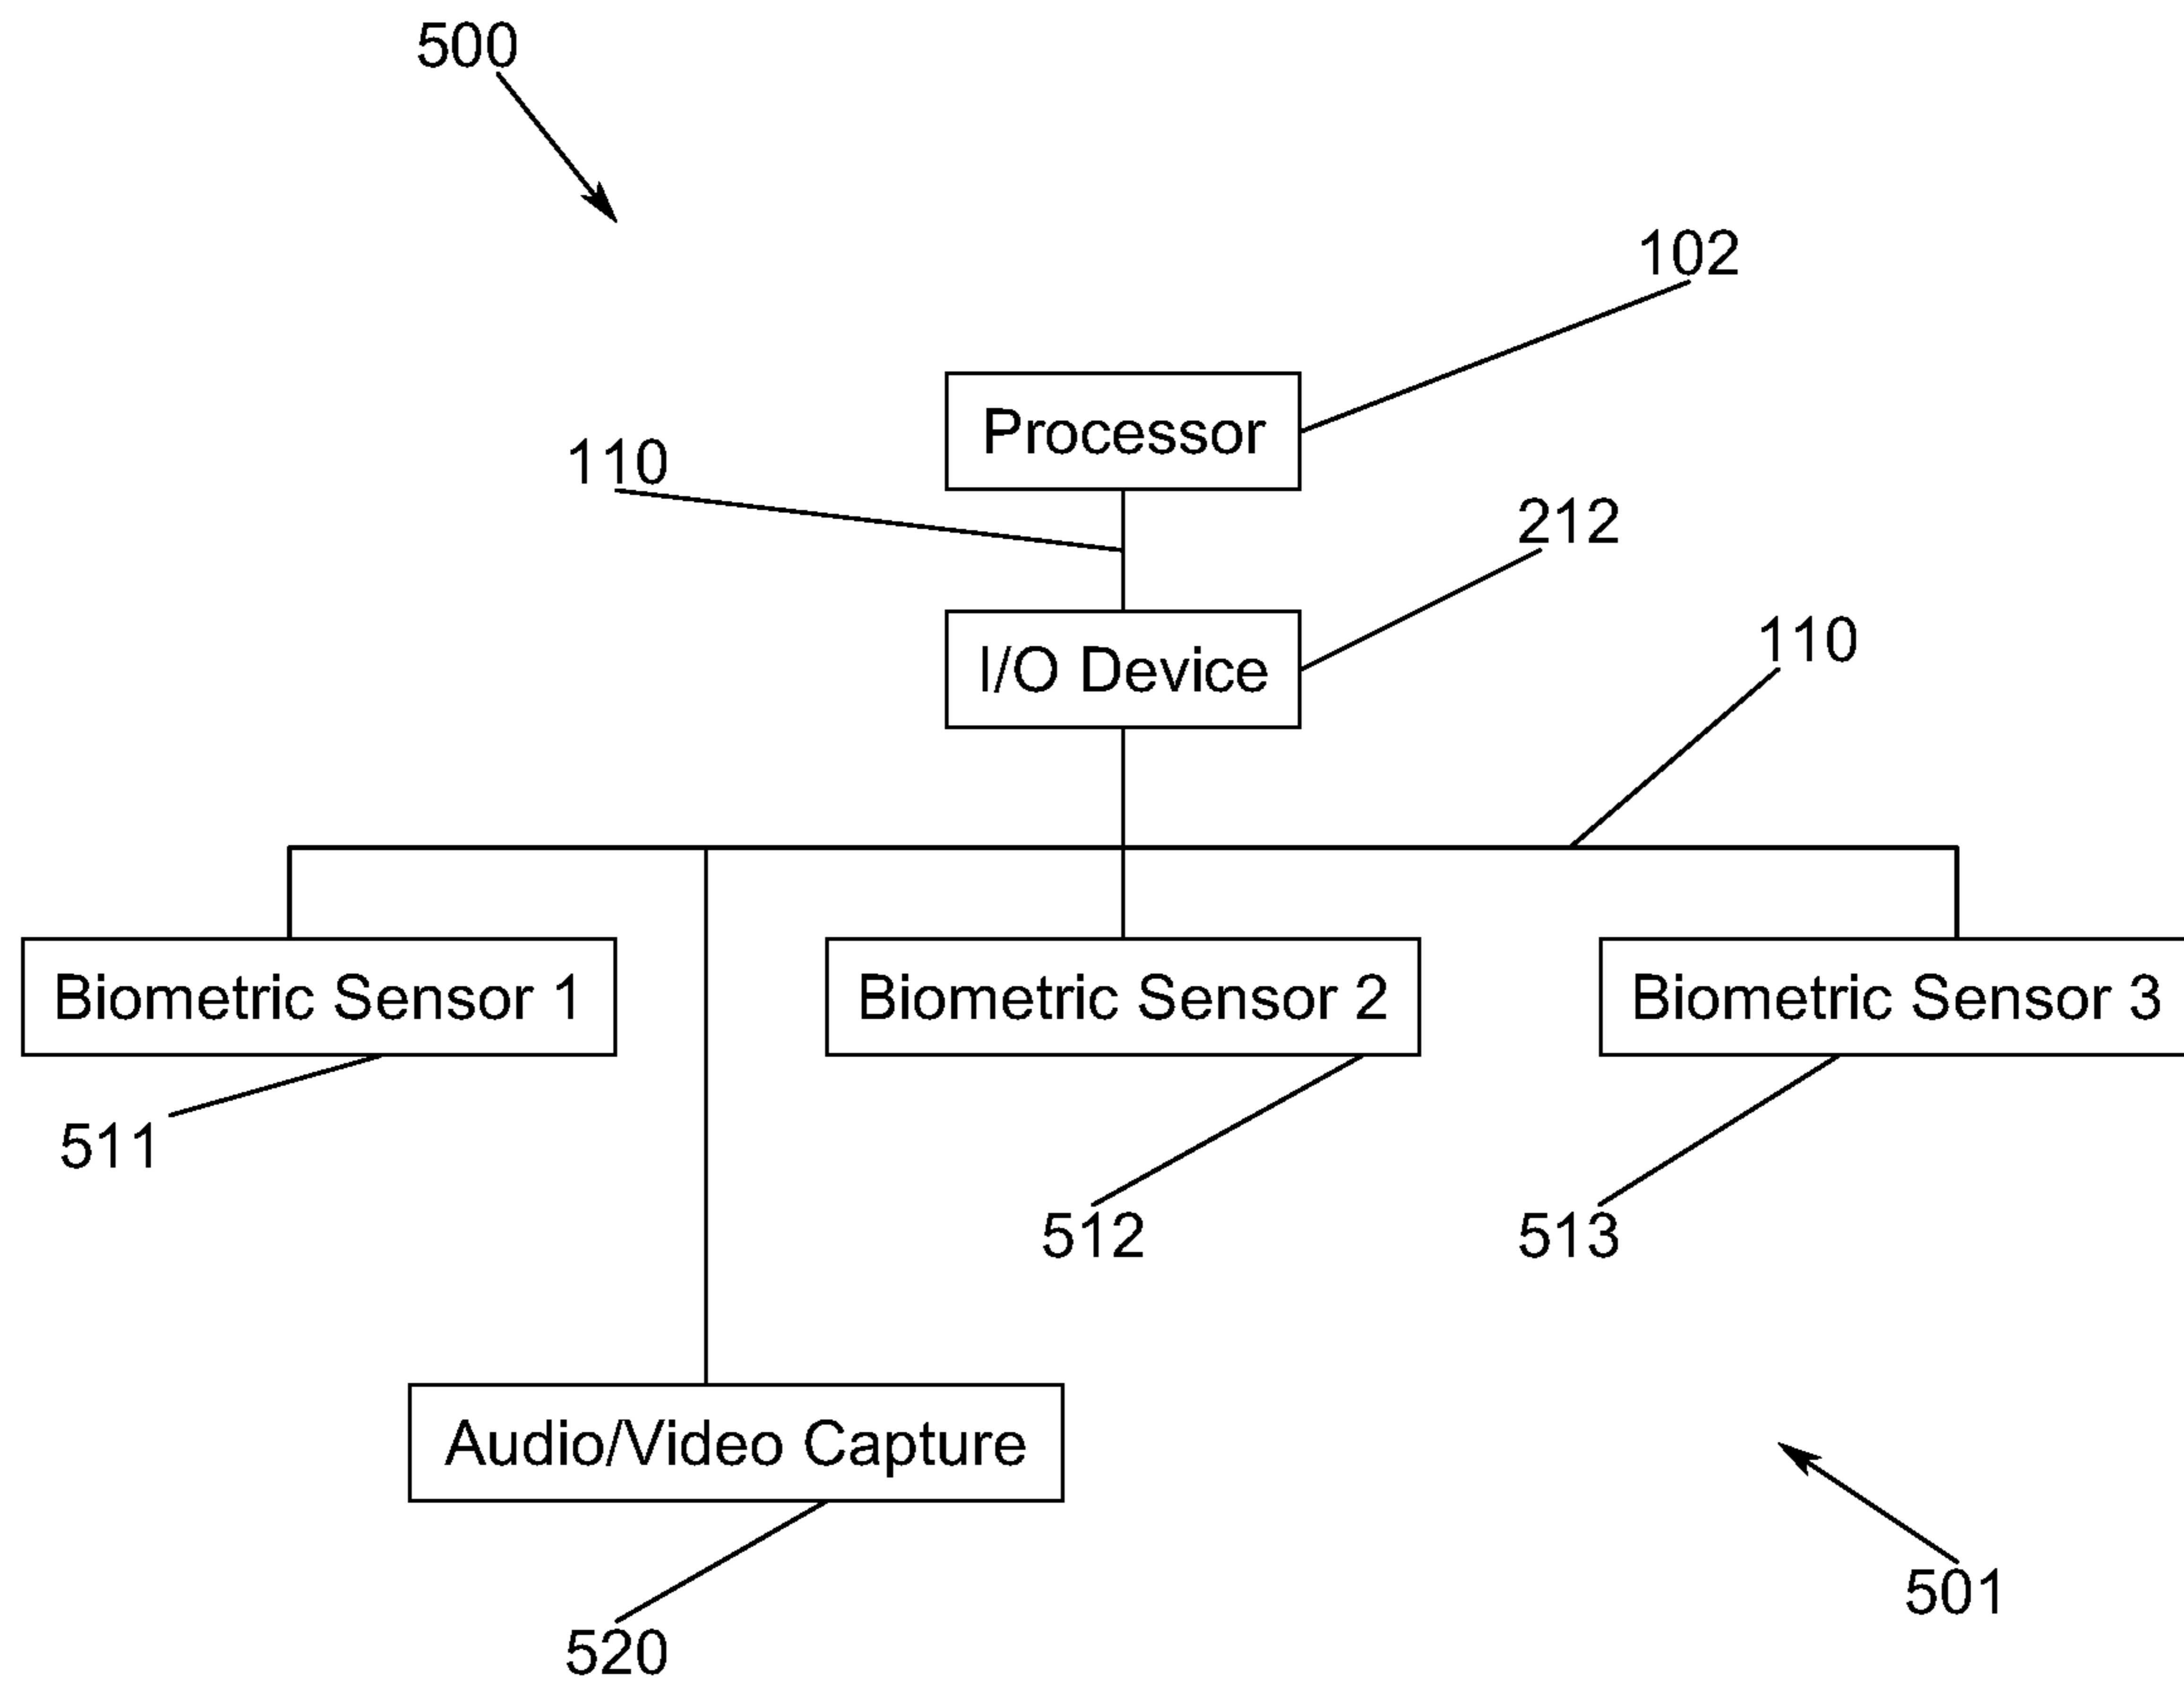 500
102
Processor
110
212
I/O Device
110
Biometric Sensor 1
Biometric Sensor 2
Biometric Sensor 3
511
512
513
Audio/Video Capture
501
520